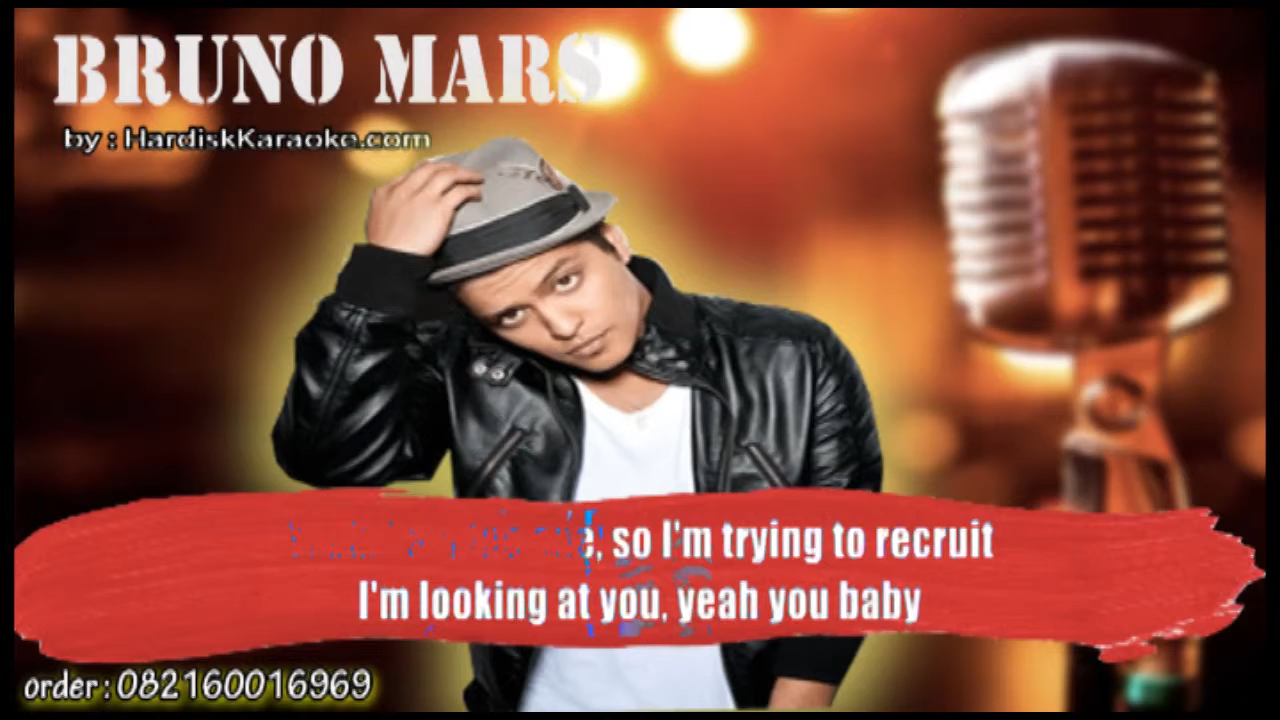 BRUNO MARS
by : HardiskKaraoke.com
, so I'm trying to recruit
I'm looking at you, yeah you baby
order : 082160016969